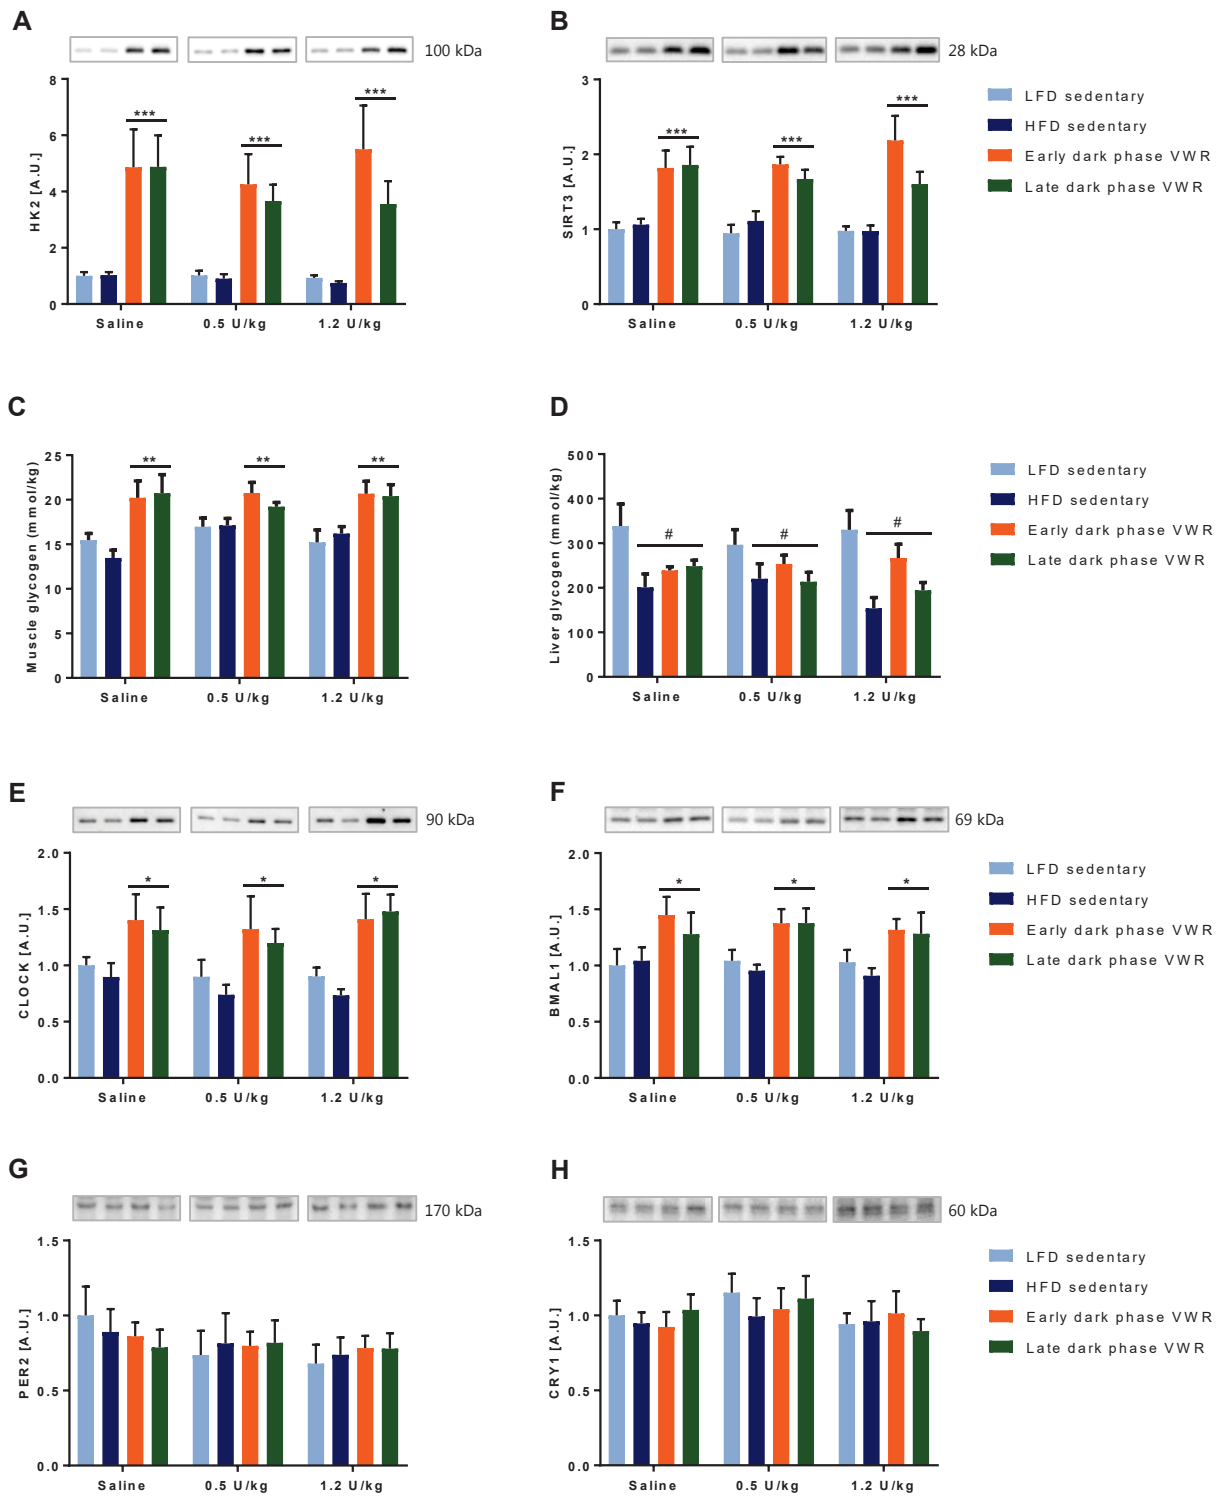 A
100 kDa
HK2 [A.U.]
8
6
4
2
0
***
***
***
Saline
0.5 U/kg
1.2 U/kg
B
28 kDa
SIRT3 [A.U.]
3
2
1
0
***
***
***
Saline
0.5 U/kg
1.2 U/kg
LFD sedentary
HFD sedentary
Early dark phase VWR
Late dark phase VWR
C
Muscle glycogen (mmol/kg)
25
20
15
10
5
0
**
**
**
Saline
0.5 U/kg
1.2 U/kg
D
Liver glycogen (mmol/kg)
500
400
300
200
100
0
#
#
#
Saline
0.5 U/kg
1.2 U/kg
LFD sedentary
HFD sedentary
Early dark phase VWR
Late dark phase VWR
E
90 kDa
CLOCK [A.U.]
2.0
1.5
1.0
0.5
0.0
*
*
*
Saline
0.5 U/kg
1.2 U/kg
F
69 kDa
BMAL1 [A.U.]
2.0
1.5
1.0
0.5
0.0
*
*
*
Saline
0.5 U/kg
1.2 U/kg
LFD sedentary
HFD sedentary
Early dark phase VWR
Late dark phase VWR
G
170 kDa
PER2 [A.U.]
1.5
1.0
0.5
0.0
Saline
0.5 U/kg
1.2 U/kg
H
60 kDa
CRY1 [A.U.]
1.5
1.0
0.5
0.0
Saline
0.5 U/kg
1.2 U/kg
LFD sedentary
HFD sedentary
Early dark phase VWR
Late dark phase VWR